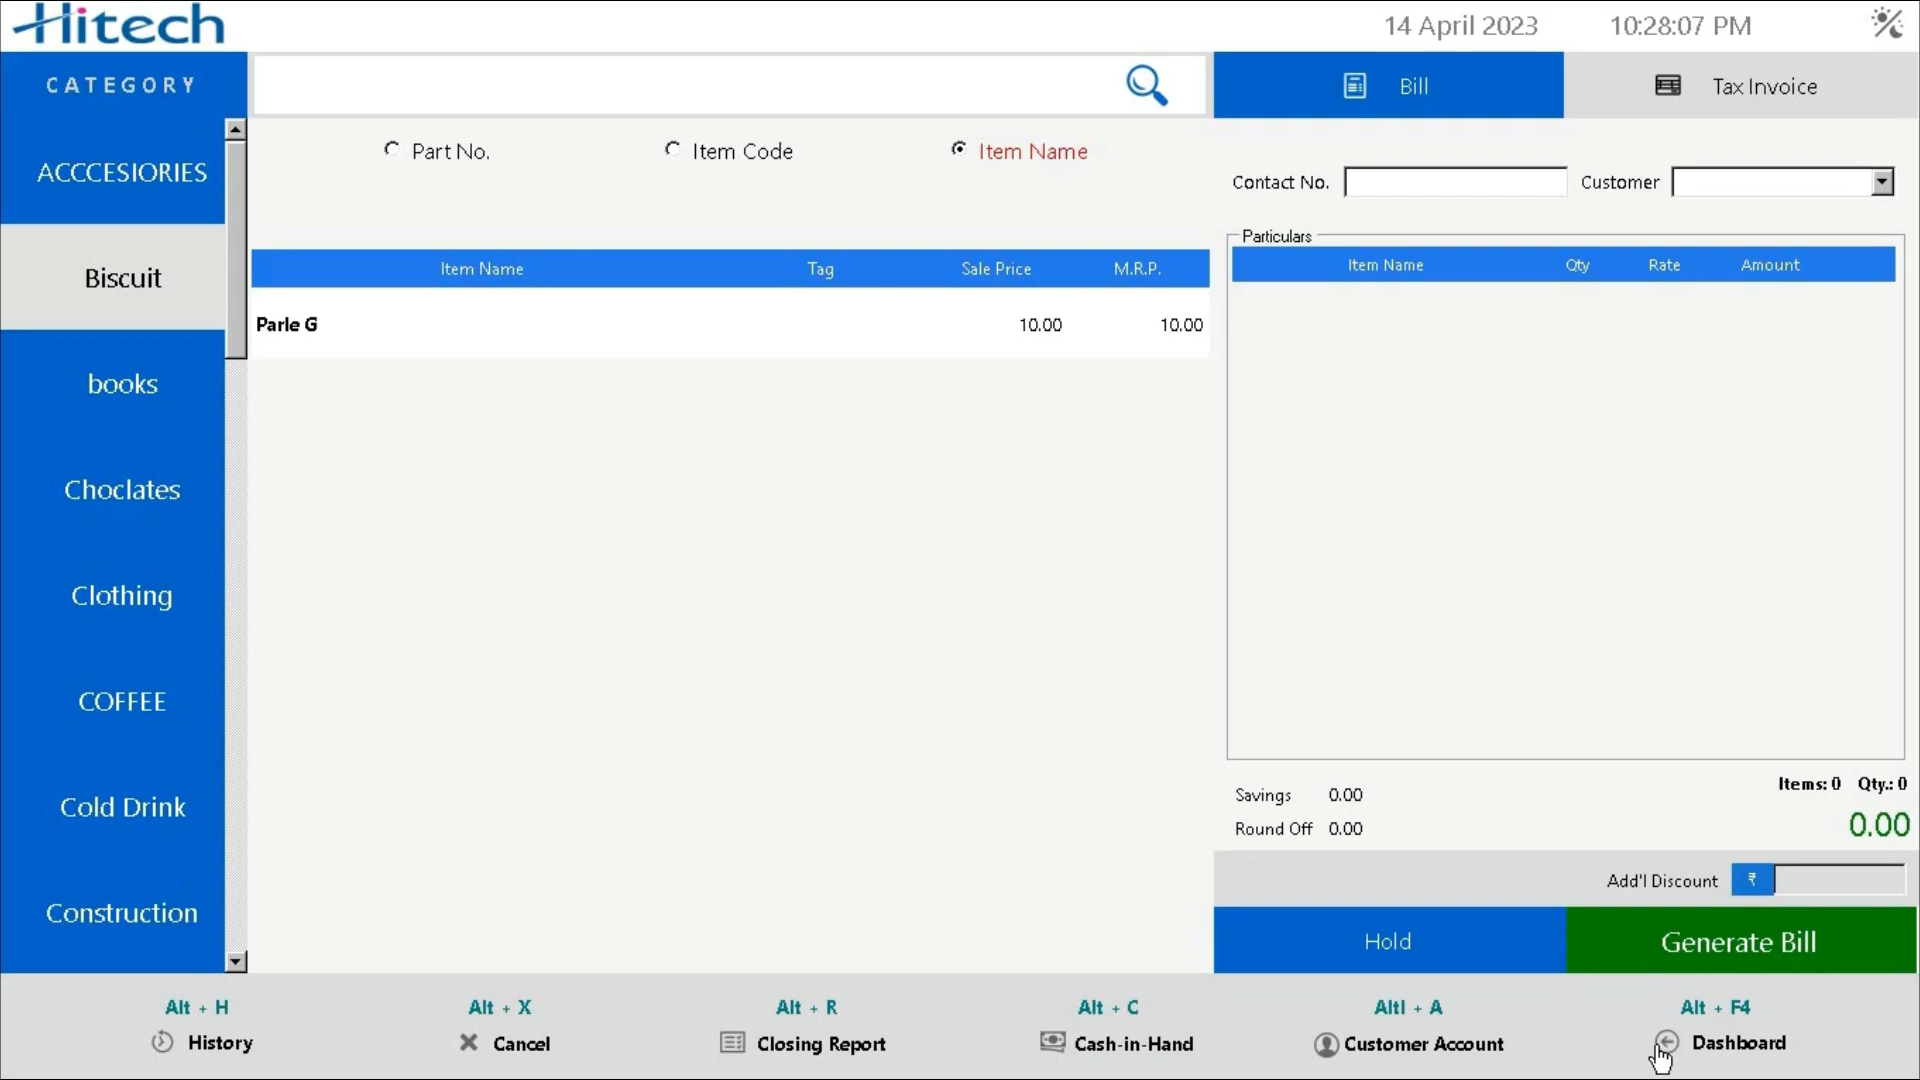 Hitech
14 April 2023
10:28:07 PM
CATEGORY
Bill
Tax Invoice
ACCCESIORIES
Part No.
Item Code
Item Name
Contact No.
Customer
Particulars
Item Name Tag Sale Price M.R.P.
Item Name Qty Rate Amount
Biscuit
Parle G 10.00 10.00
books
Choclates
Clothing
COFFEE
Cold Drink
Construction
Savings 0.00
Items: 0 Qty.: 0
Round Off 0.00
0.00
Add'l Discount ₹
Hold
Generate Bill
Alt + H
History
Alt + X
Cancel
Alt + R
Closing Report
Alt + C
Cash-in-Hand
Altl + A
Customer Account
Alt + F4
Dashboard